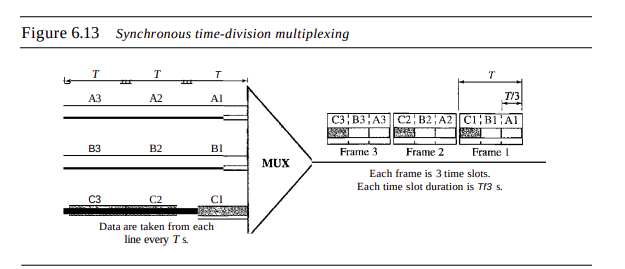 Figure 6.13 Synchronous time-division multiplexing
T T T
T
T/3
A3 A2 A1
C3 B3 A3 C2 B2 A2 C1 B1 A1
B3 B2 B1
Frame 3 Frame 2 Frame 1
MUX
Each frame is 3 time slots.
Each time slot duration is Tf3 s.
C3 C2 C1
Data are taken from each
line every T s.